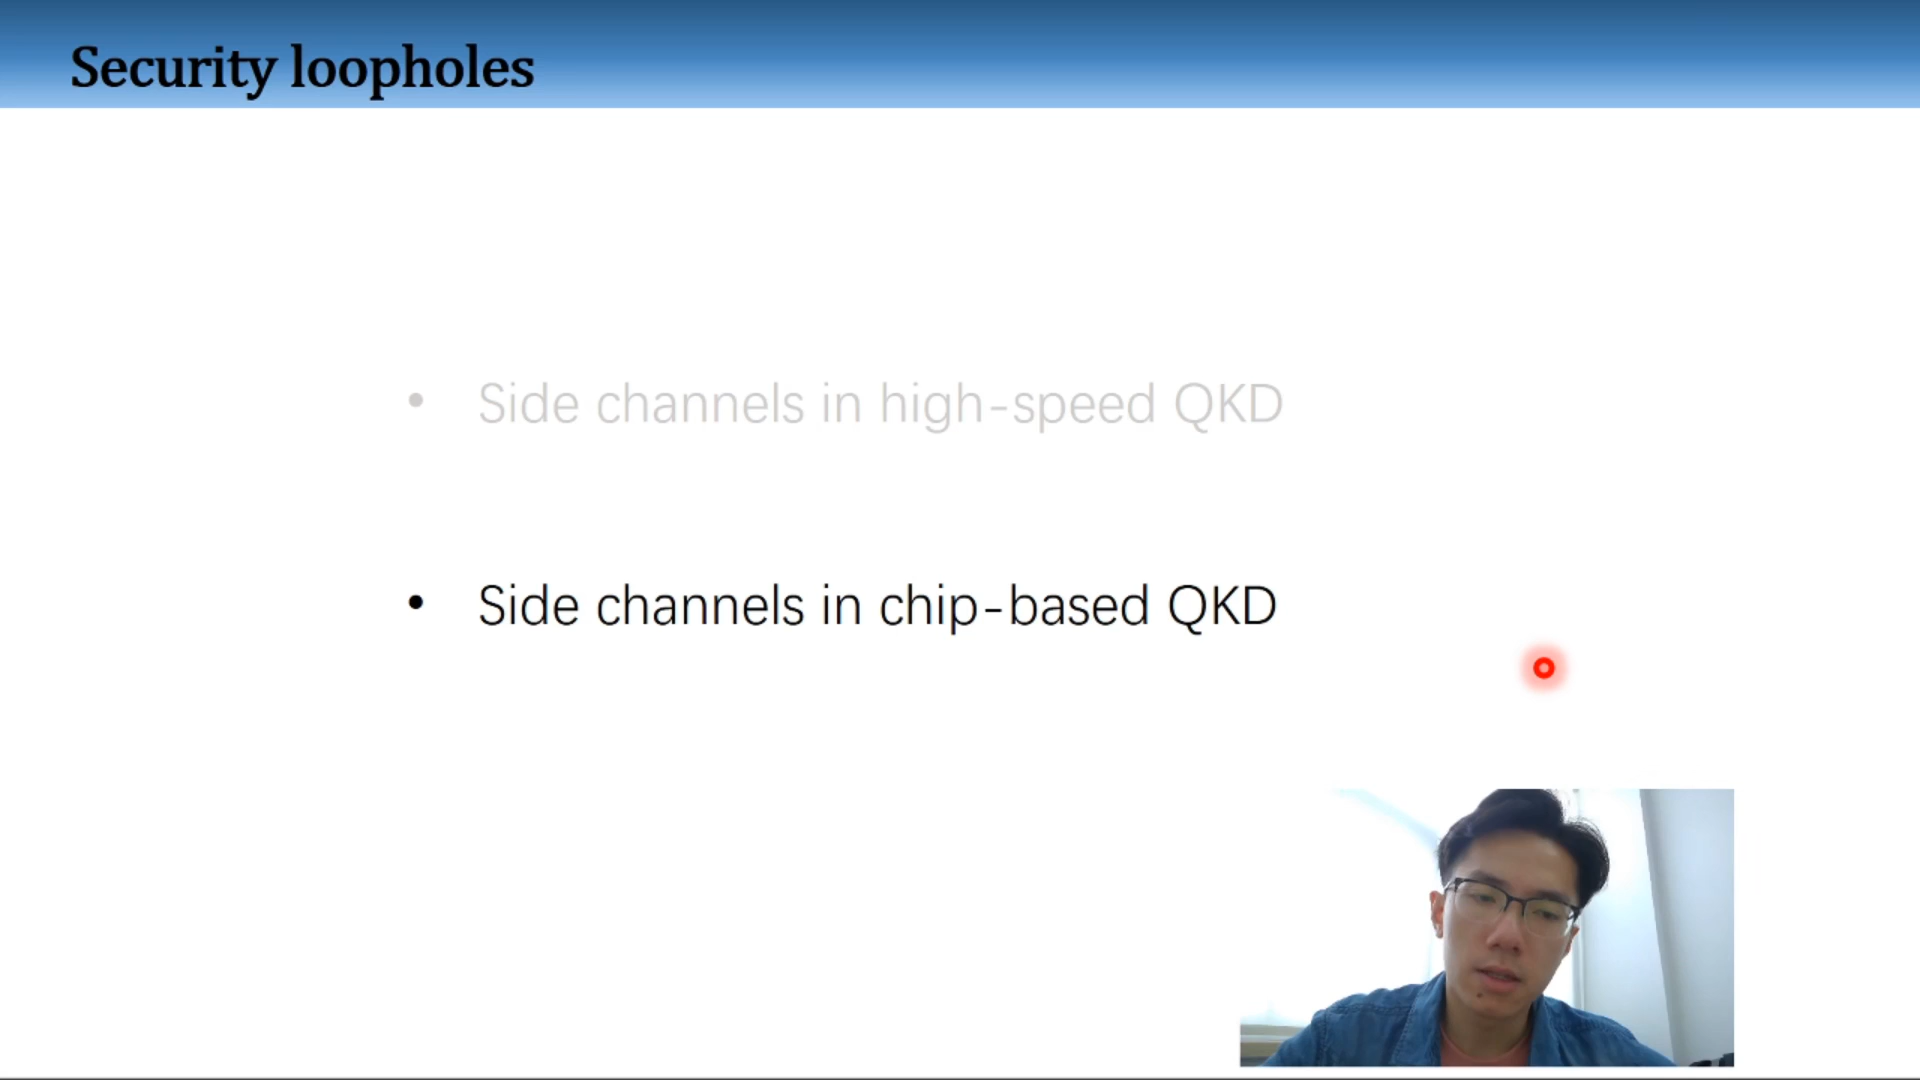 Security loopholes
• Side channels in high-speed QKD
• Side channels in chip-based QKD